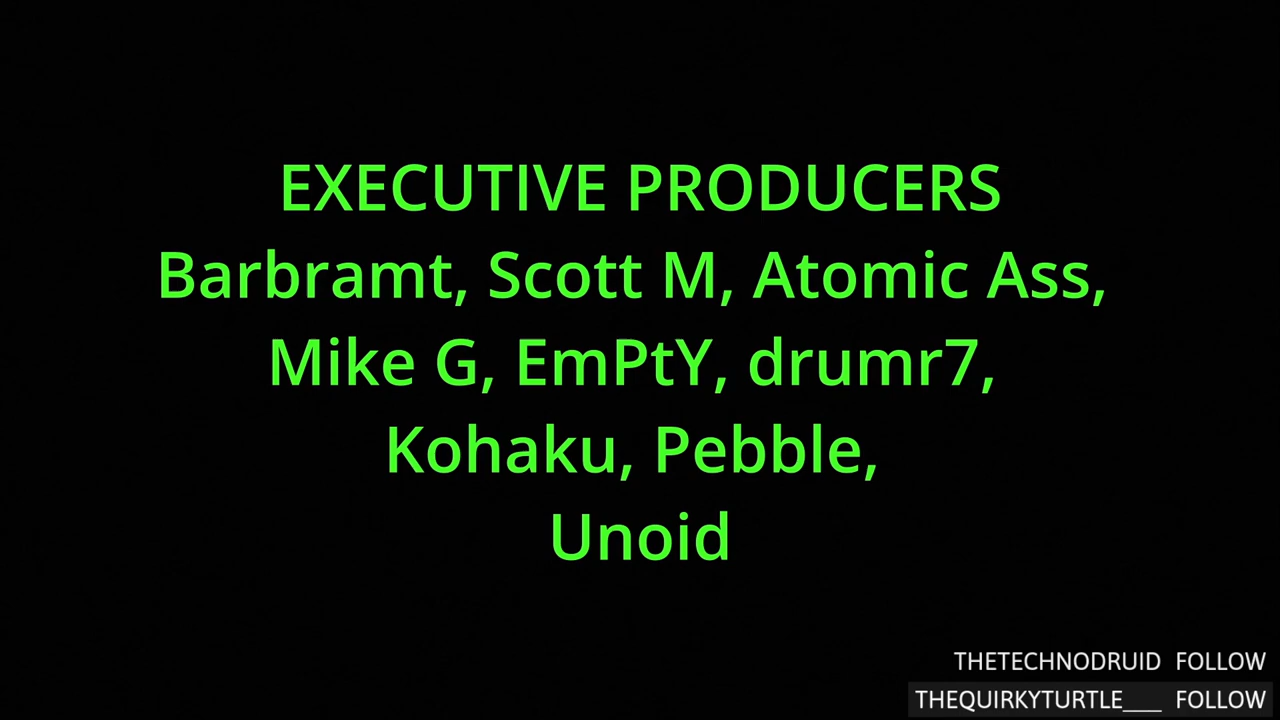 EXECUTIVE PRODUCERS
Barbramt, Scott M, Atomic Ass,
Mike G, EmPtY, drumr7,
Kohaku, Pebble,
Unoid
THETECHNODRUID FOLLOW
THEQUIRKYTURTLE___ FOLLOW